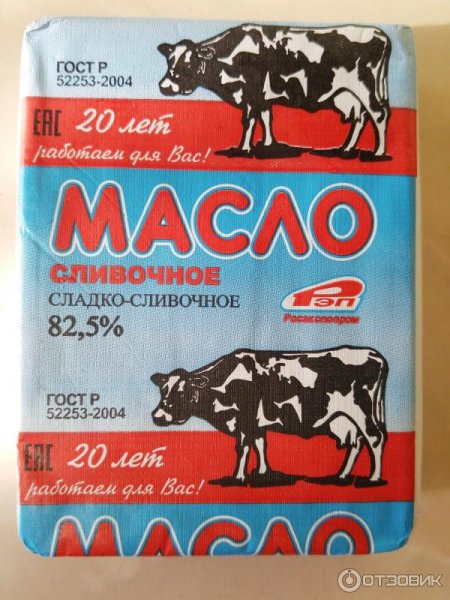 ГОСТ Р
52253-2004
ЕАС 20 лет
работаем для Вас!
МАСЛО
СЛИВОЧНОЕ
СЛАДКО-СЛИВОЧНОЕ
82,5%
РЭП
Росэкспопром
ГОСТ Р
52253-2004
ЕАС 20 лет
работаем для Вас!
МАСЛО
ОТЗОВИК